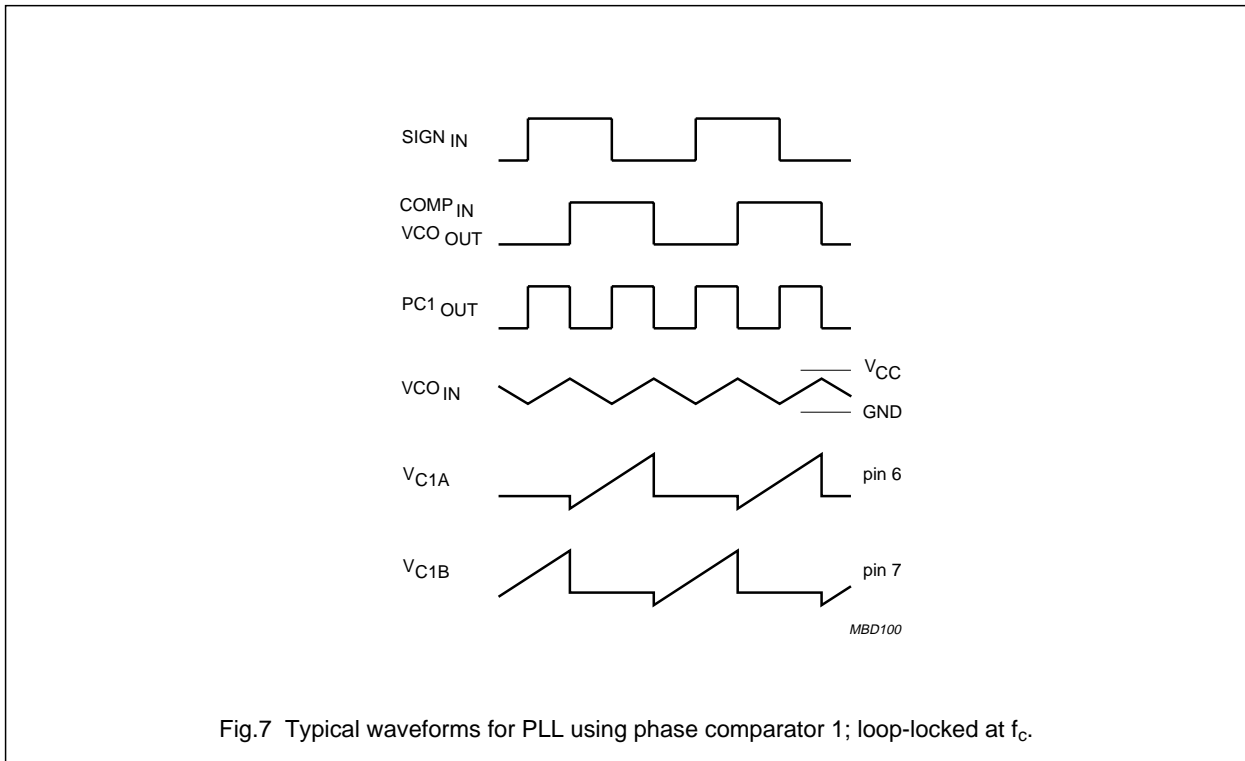 SIGN IN
COMP IN
VCO OUT
PC1 OUT
VCO IN
VCC
GND
VC1A
pin 6
VC1B
pin 7
MBD100
Fig.7 Typical waveforms for PLL using phase comparator 1; loop-locked at fc.